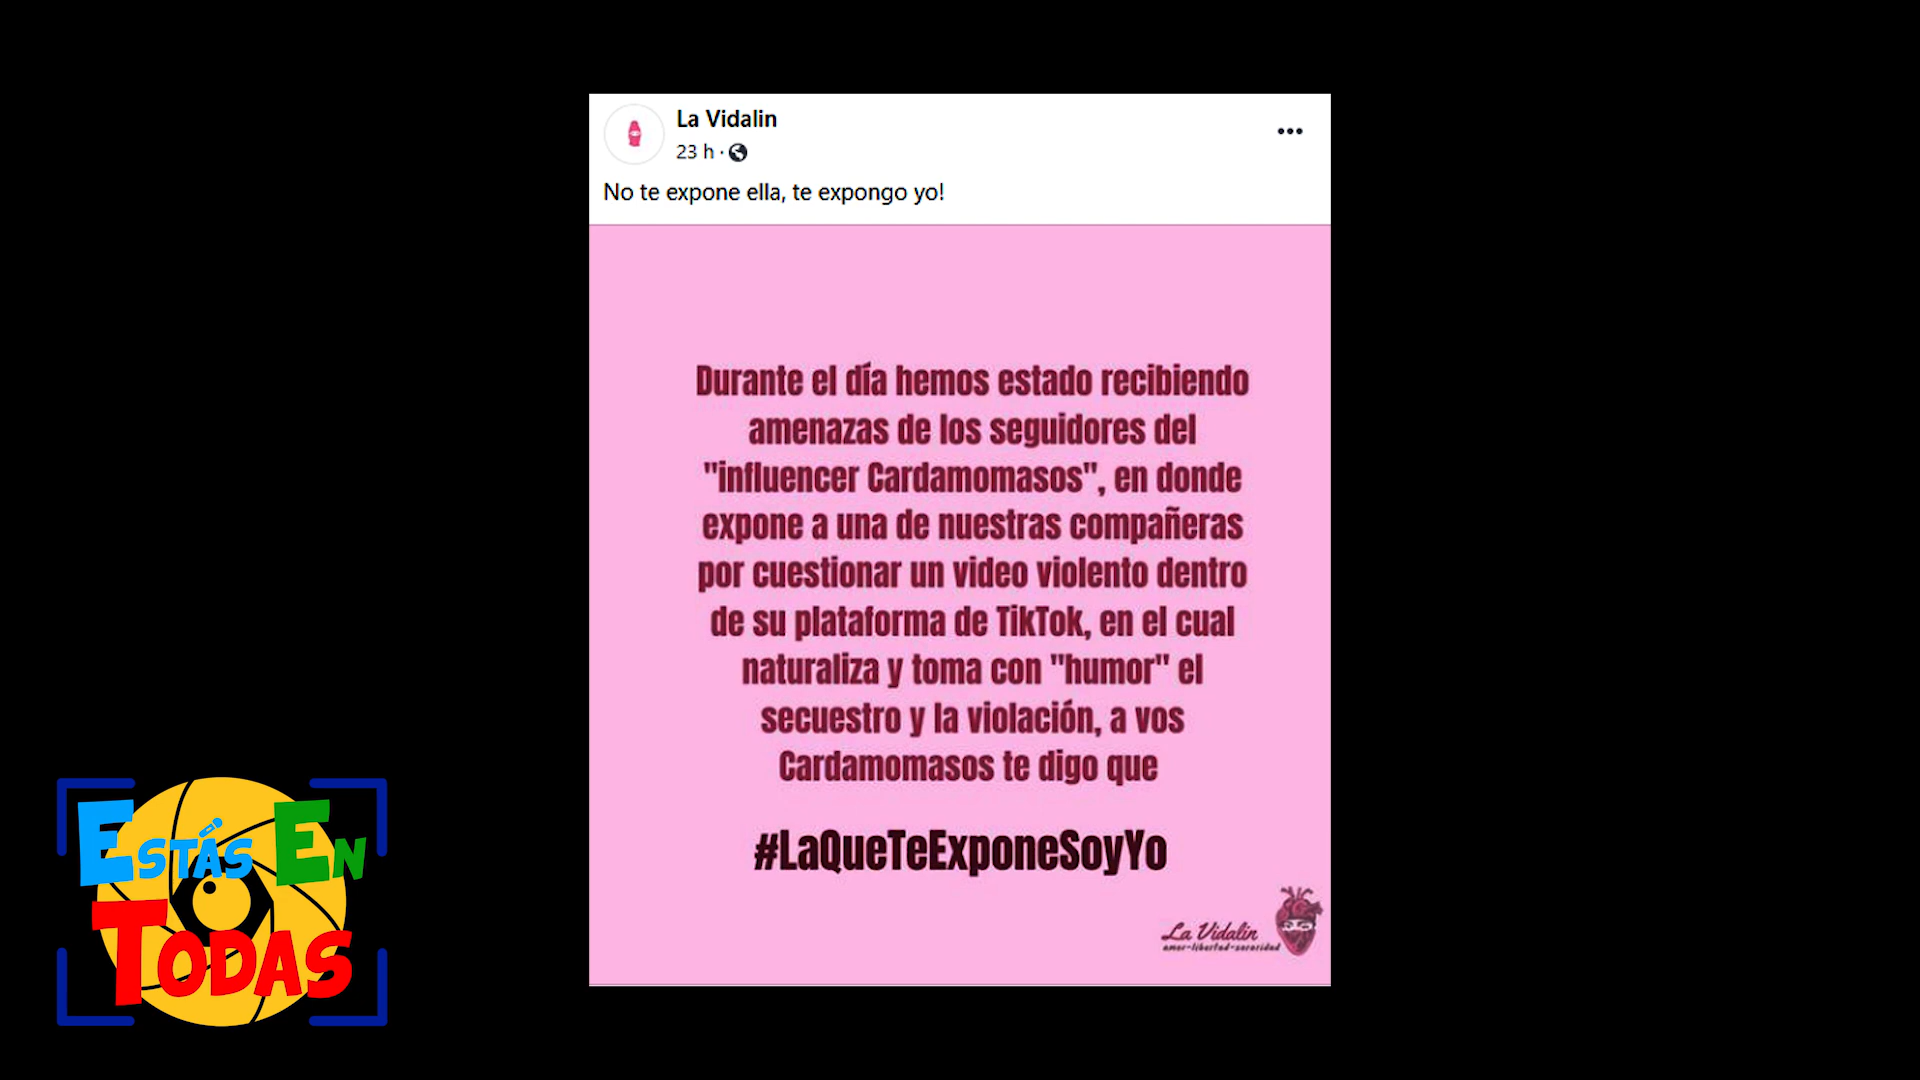 La Vidalin
23 h ·
No te expone ella, te expongo yo!
Durante el día hemos estado recibiendo
amenazas de los seguidores del
"influencer Cardamomasos", en donde
expone a una de nuestras compañeras
por cuestionar un video violento dentro
de su plataforma de TikTok, en el cual
naturaliza y toma con "humor" el
secuestro y la violación, a vos
Cardamomasos te digo que
#LaQueTeExponeSoyYo
La Vidalin
amor-libertad-sororidad
ESTÁS EN
TODAS